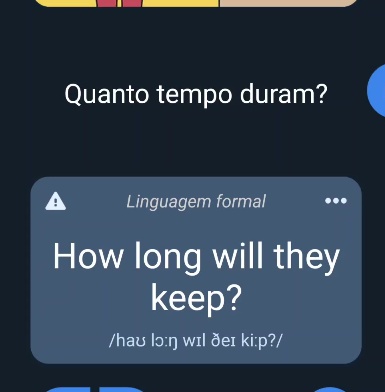 Quanto tempo duram?
Linguagem formal
How long will they
keep?
/haʊ lɔːŋ wɪl ðeɪ kiːp?/